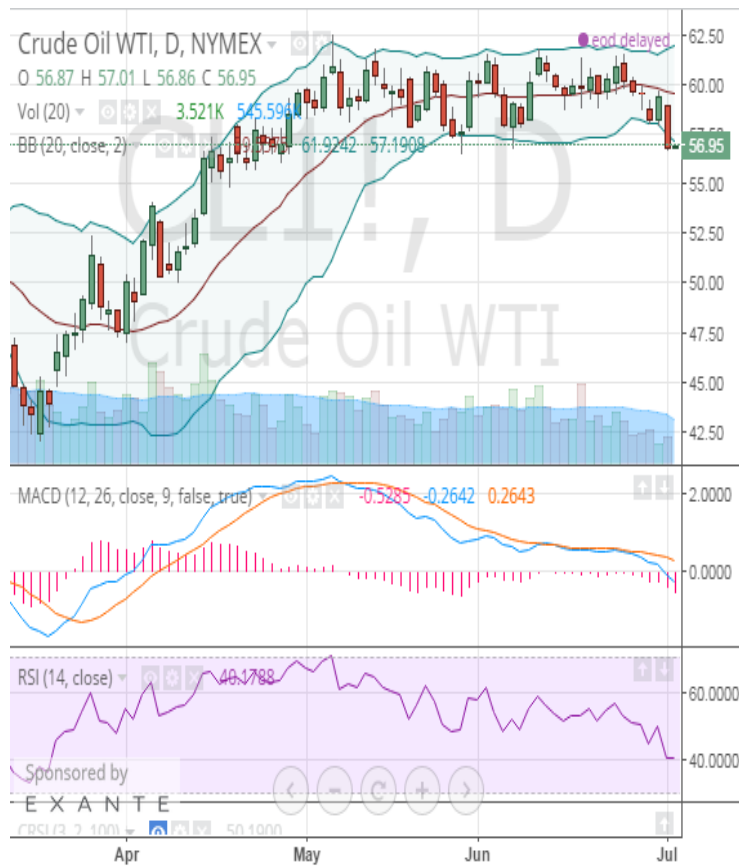 Crude Oil WTI, D, NYMEX
eod delayed
O 56.87 H 57.01 L 56.86 C 56.95
Vol (20) 3.521K 545.596K
BB (20, close, 2) 61.9242 57.1908
CL1!, D
Crude Oil WTI
62.50
60.00
56.95
55.00
52.50
50.00
47.50
45.00
42.50
MACD (12, 26, close, 9, false, true) -0.5285 -0.2642 0.2643
2.0000
0.0000
RSI (14, close) 40.1788
60.0000
40.0000
Sponsored by
EXANTE
CRSI (3, 2, 100) 50.1900
Apr May Jun Jul